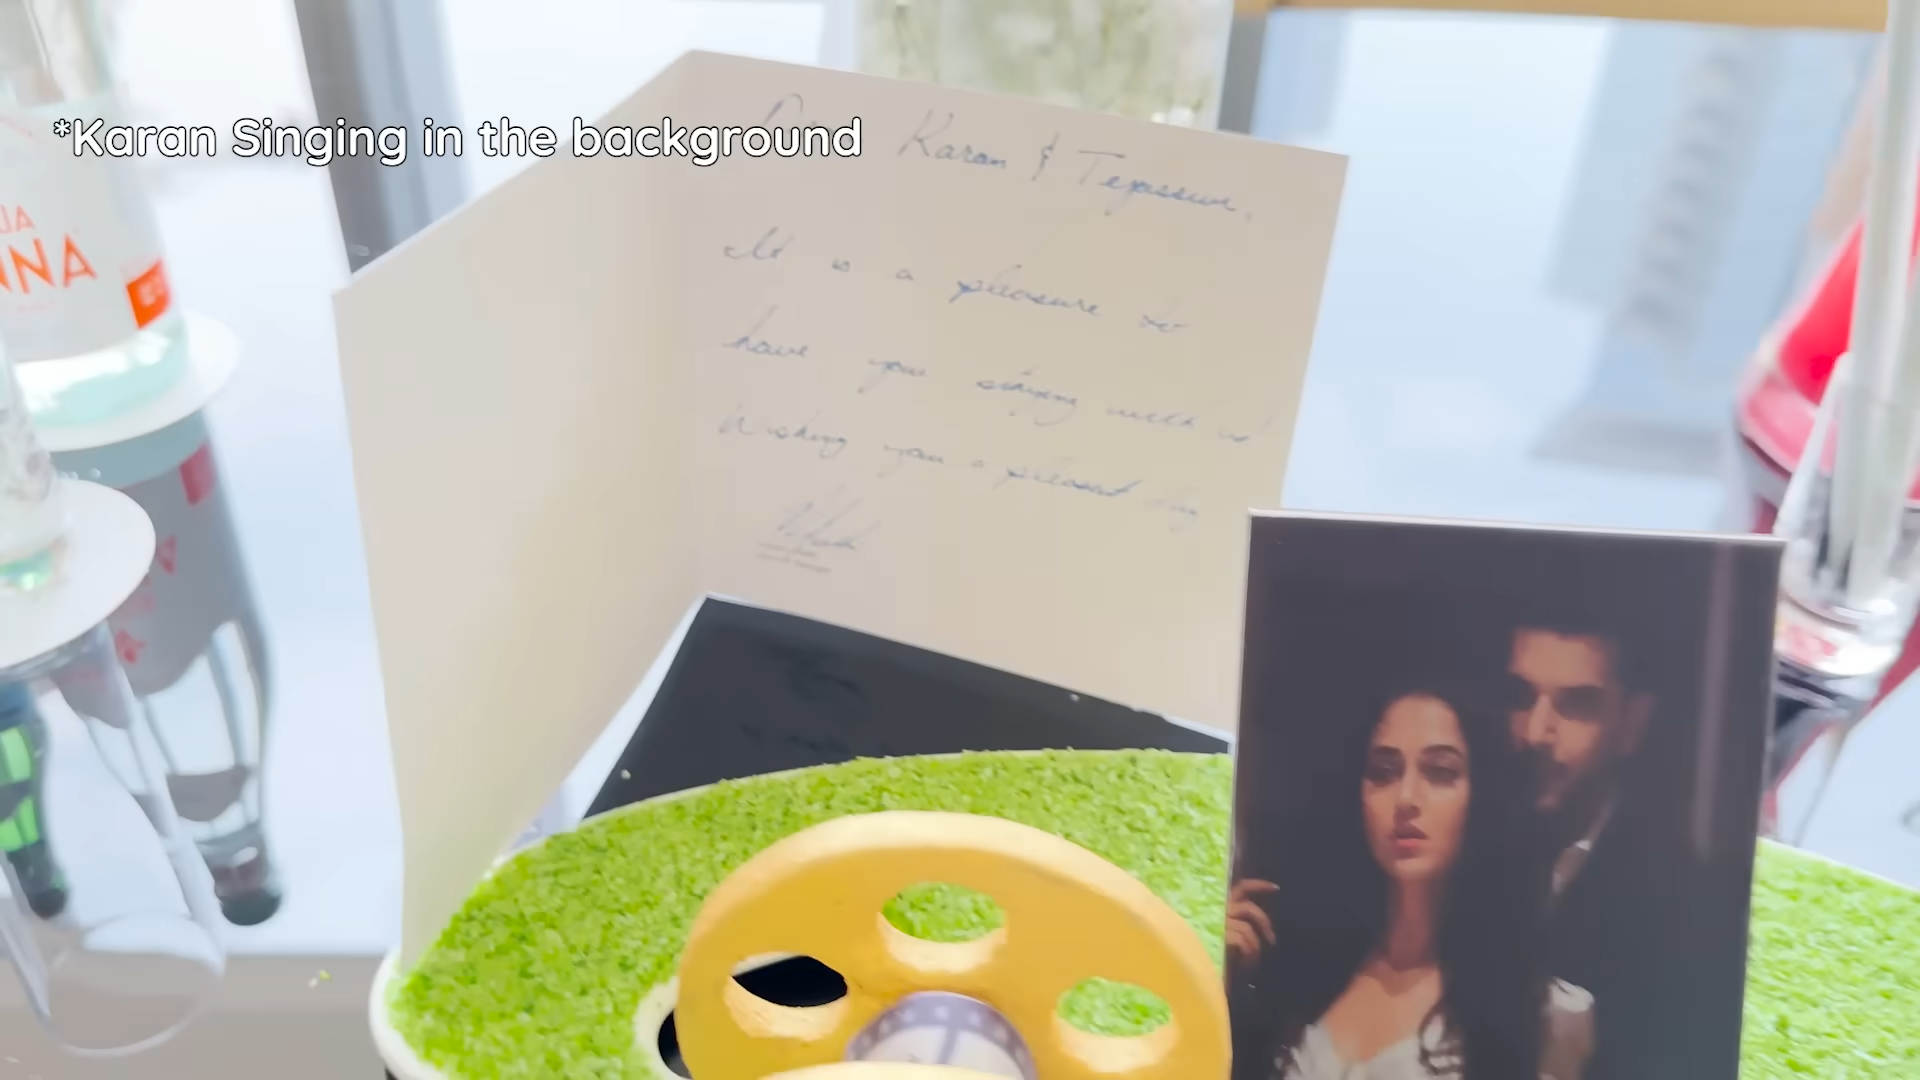 *Karan Singing in the background
Karan & Tejasswi,
It is a pleasure to
have you staying with us!
Wishing you a pleasant stay
NNA